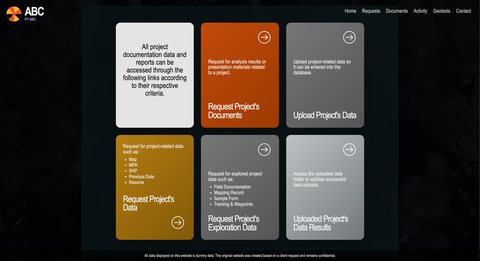 ABC
PT ABC
Home Requests Documents Activity Geotools Contact
All project
documentation data and
reports can be
accessed through the
following links according
to their respective
criteria.
Request for analysis results or
presentation materials related
to a project.
Request Project's
Documents
Upload project-related data so
it can be entered into the
database.
Upload Project's Data
Request for project-related data
such as:
• Map
• MPK
• SHP
• Previous Data
• Resume
Request Project's
Data
Request for explored project
data such as:
• Field Documentation
• Mapping Record
• Sample Form
• Tracking & Waypoints
Request Project's
Exploration Data
Access the uploaded data
folder to validate successful
data uploads.
Uploaded Project's
Data Results
All data displayed on this website is dummy data. The original website was created based on a client request and remains confidential.